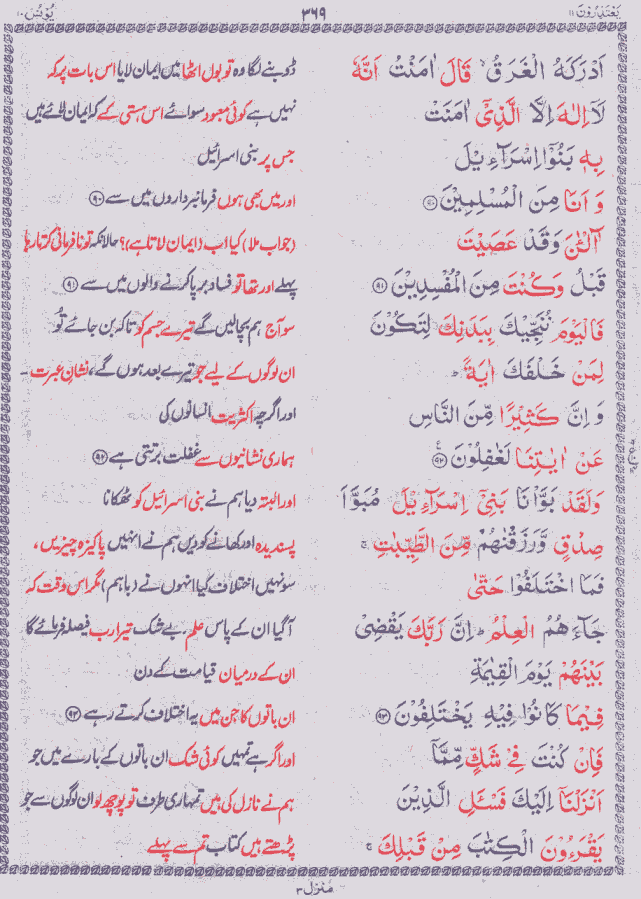 یَعْتَذِرُوْنَ ۱۱
۳۶۹
یُوْنُس ۱۰
اَدْرَكَهُ الْغَرَقُ ۙ قَالَ اٰمَنْتُ اَنَّهٗ
ڈوبنے لگا وہ تو بول اٹھا میں ایمان لایا اس بات پر کہ
لَاۤ اِلٰهَ اِلَّا الَّذِیْۤ اٰمَنَتْ
نہیں ہے کوئی معبود سوائے اس ہستی کے کہ ایمان لائے ہیں
بِهٖ بَنُوْۤا اِسْرَآءِیْلَ
جس پر بنی اسرائیل
وَ اَنَا مِنَ الْمُسْلِمِیْنَ ﴿۹۰﴾
اور میں بھی ہوں فرمانبرداروں میں سے ﴿۹۰﴾
آٰلْـٰٔنَ وَ قَدْ عَصَیْتَ
(جواب ملا) کیا اب (ایمان لاتا ہے)؟ حالانکہ تو نافرمانی کرتا رہا
قَبْلُ وَ كُنْتَ مِنَ الْمُفْسِدِیْنَ ﴿۹۱﴾
پہلے اور تھا تو فساد برپا کرنے والوں میں سے ﴿۹۱﴾
فَالْیَوْمَ نُنَجِّیْكَ بِبَدَنِكَ لِتَكُوْنَ
سو آج ہم بچالیں گے تیرے جسم کو تاکہ بن جائے تُو
لِمَنْ خَلْفَكَ اٰیَةً ؕ
ان لوگوں کے لیے جو تیرے بعد ہوں گے، نشانِ عبرت ۔
وَ اِنَّ كَثِیْرًا مِّنَ النَّاسِ
اور اگرچہ اکثریت انسانوں کی
عَنْ اٰیٰتِنَا لَغٰفِلُوْنَ ﴿۹۲﴾
ہماری نشانیوں سے غفلت برتتی ہے ﴿۹۲﴾
وَ لَقَدْ بَوَّاْنَا بَنِیْۤ اِسْرَآءِیْلَ مُبَوَّاَ
اور البتہ دیا ہم نے بنی اسرائیل کو ٹھکانا
صِدْقٍ وَّ رَزَقْنٰهُمْ مِّنَ الطَّیِّبٰتِ ۚ
پسندیدہ اور کھانے کو دیں ہم نے انہیں پاکیزہ چیزیں ،
فَمَا اخْتَلَفُوْا حَتّٰی
سو نہیں اختلاف کیا انہوں نے (باہم) مگر اس وقت کہ
جَآءَهُمُ الْعِلْمُ ؕ اِنَّ رَبَّكَ یَقْضِیْ
آگیا ان کے پاس علم بے شک تیرا رب فیصلہ فرمائے گا
بَیْنَهُمْ یَوْمَ الْقِیٰمَةِ
ان کے درمیان قیامت کے دن
فِیْمَا كَانُوْا فِیْهِ یَخْتَلِفُوْنَ ﴿۹۳﴾
ان باتوں کا جن میں یہ اختلاف کرتے رہے ﴿۹۳﴾
فَاِنْ كُنْتَ فِیْ شَكٍّ مِّمَّاۤ
اور اگر ہے تمہیں کوئی شک ان باتوں کے بارے میں جو
اَنْزَلْنَاۤ اِلَیْكَ فَسْـَٔلِ الَّذِیْنَ
ہم نے نازل کی ہیں تمہاری طرف تو پوچھ لو ان لوگوں سے جو
یَقْرَءُوْنَ الْكِتٰبَ مِنْ قَبْلِكَ ۚ
پڑھتے ہیں کتاب تم سے پہلے
منزل ۳